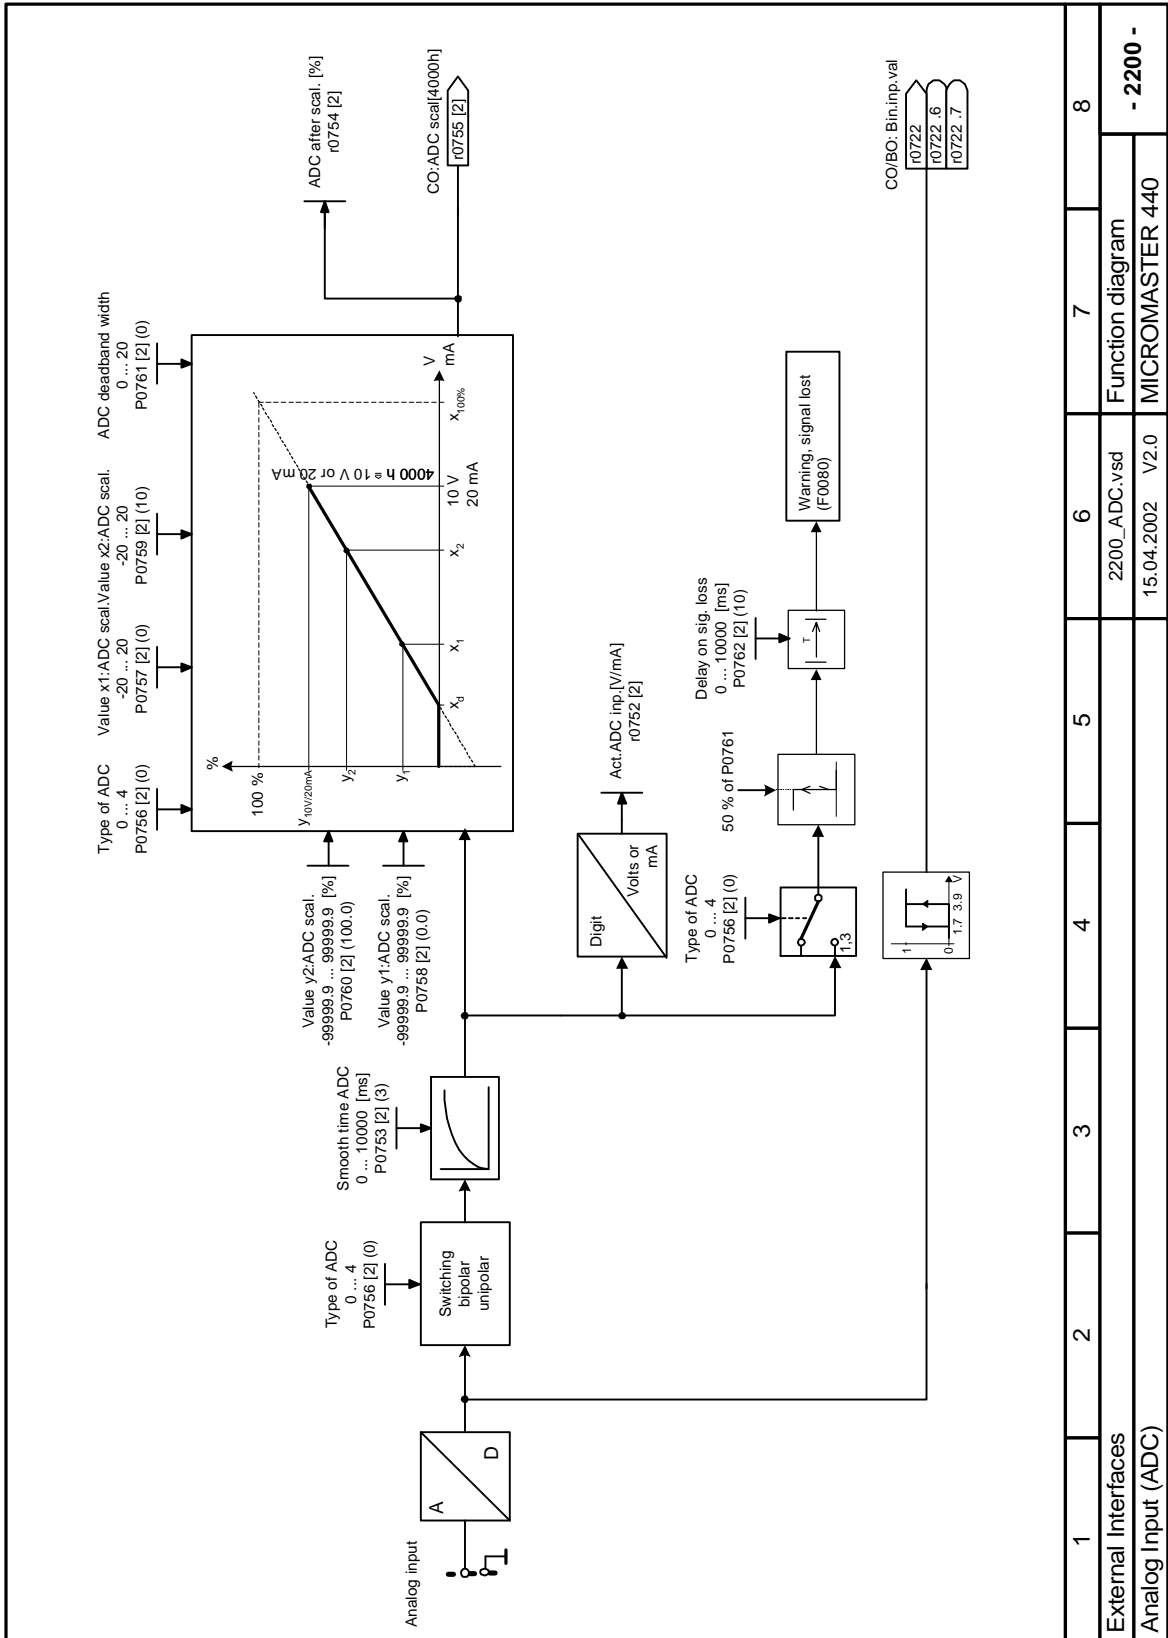 ADC after scal. [%]
r0754 [2]
CO:ADC scal[4000h]
r0755 [2]
Type of ADC
0 ... 4
P0756 [2] (0)
Value x1:ADC scal.
-20 ... 20
P0757 [2] (0)
Value x2:ADC scal.
-20 ... 20
P0759 [2] (10)
ADC deadband width
0 ... 20
P0761 [2] (0)
%
100 %
y10V/20mA
y2
y1
4000 h ≙ 10 V or 20 mA
xd
x1
x2
10 V
20 mA
x100%
V
mA
Value y2:ADC scal.
-99999.9 ... 99999.9 [%]
P0760 [2] (100.0)
Value y1:ADC scal.
-99999.9 ... 99999.9 [%]
P0758 [2] (0.0)
Smooth time ADC
0 ... 10000 [ms]
P0753 [2] (3)
Type of ADC
0 ... 4
P0756 [2] (0)
Switching
bipolar
unipolar
Analog input
A
D
Digit
Volts or
mA
Act.ADC inp.[V/mA]
r0752 [2]
Type of ADC
0 ... 4
P0756 [2] (0)
1,3
50 % of P0761
Delay on sig. loss
0 ... 10000 [ms]
P0762 [2] (10)
T
Warning, signal lost
(F0080)
1
0
1.7 3.9 V
CO/BO: Bin.inp.val
r0722
r0722 .6
r0722 .7
1 2 3 4 5 6 7 8
External Interfaces
2200_ADC.vsd
Function diagram
- 2200 -
Analog Input (ADC)
15.04.2002 V2.0
MICROMASTER 440